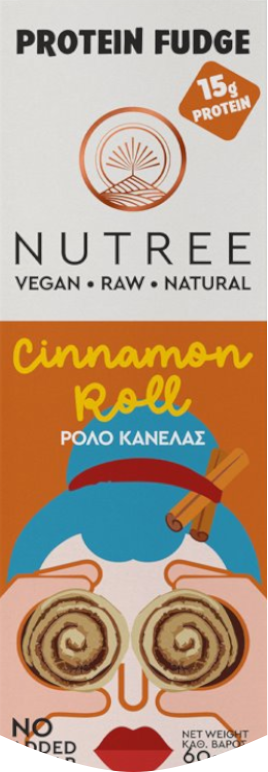 PROTEIN FUDGE
15g
PROTEIN
NUTREE
VEGAN • RAW • NATURAL
Cinnamon
Roll
ΡΟΛΟ ΚΑΝΕΛΑΣ
NO
NET WEIGHT
ΚΑΘ. ΒΑΡΟΣ